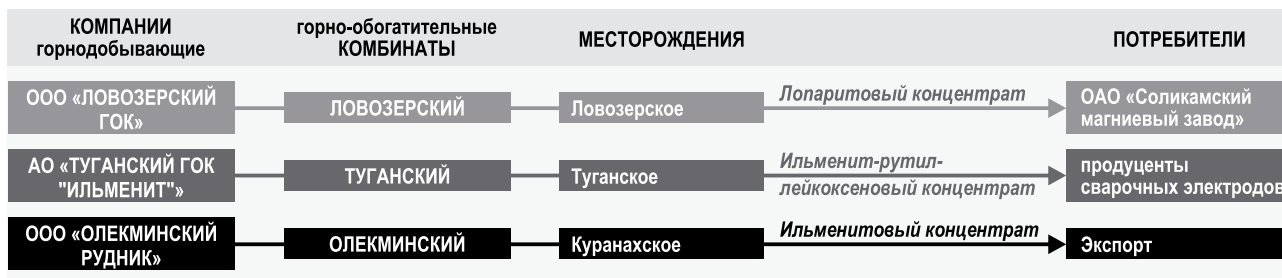 КОМПАНИИ
горнодобывающие
горно-обогатительные
КОМБИНАТЫ
МЕСТОРОЖДЕНИЯ
ПОТРЕБИТЕЛИ
ООО «ЛОВОЗЕРСКИЙ
ГОК»
ЛОВОЗЕРСКИЙ
Ловозерское
Лопаритовый концентрат
ОАО «Соликамский
магниевый завод»
АО «ТУГАНСКИЙ ГОК
"ИЛЬМЕНИТ"»
ТУГАНСКИЙ
Туганское
Ильменит-рутил-
лейкоксеновый концентрат
продуценты
сварочных электродов
ООО «ОЛЕКМИНСКИЙ
РУДНИК»
ОЛЕКМИНСКИЙ
Куранахское
Ильменитовый концентрат
Экспорт